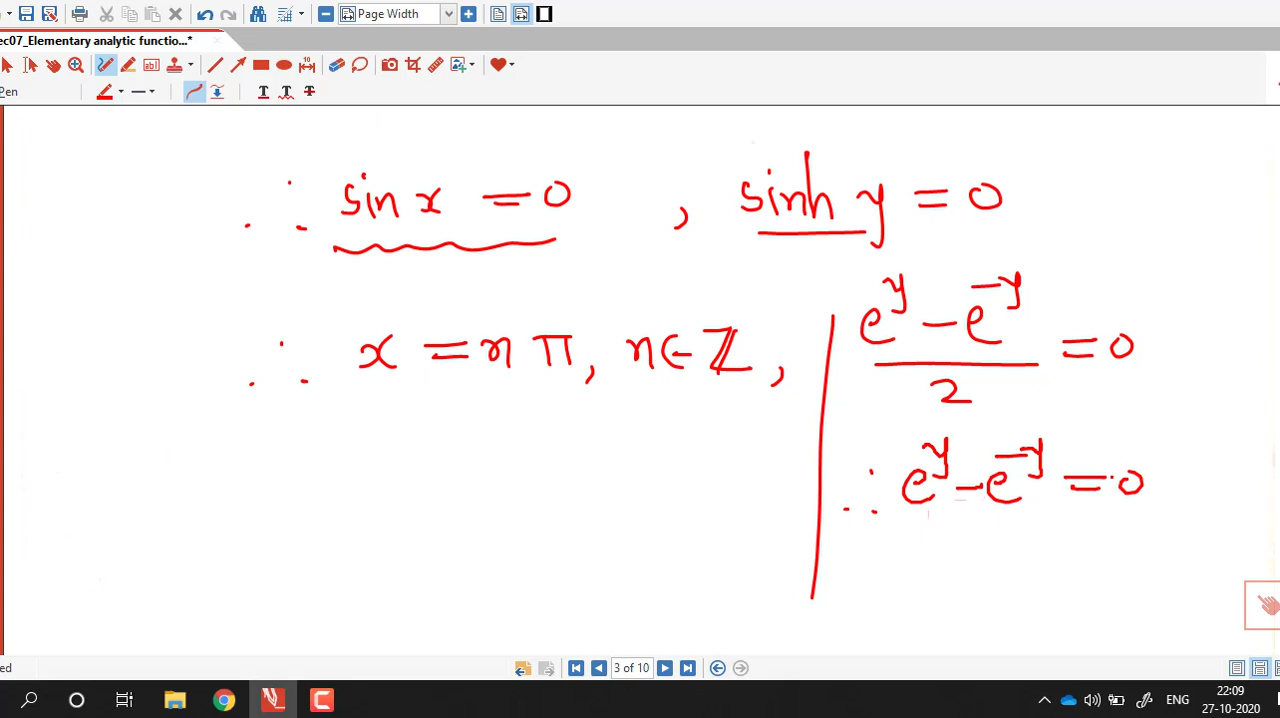 Page Width
ec07_Elementary analytic functio...*
Pen
∴ sin x = 0 , sinh y = 0
∴ x = nπ, n ∈ ℤ,
e^y − e^−y / 2 = 0
∴ e^y − e^−y = 0
ed
3 of 10
ENG
22:09
27-10-2020